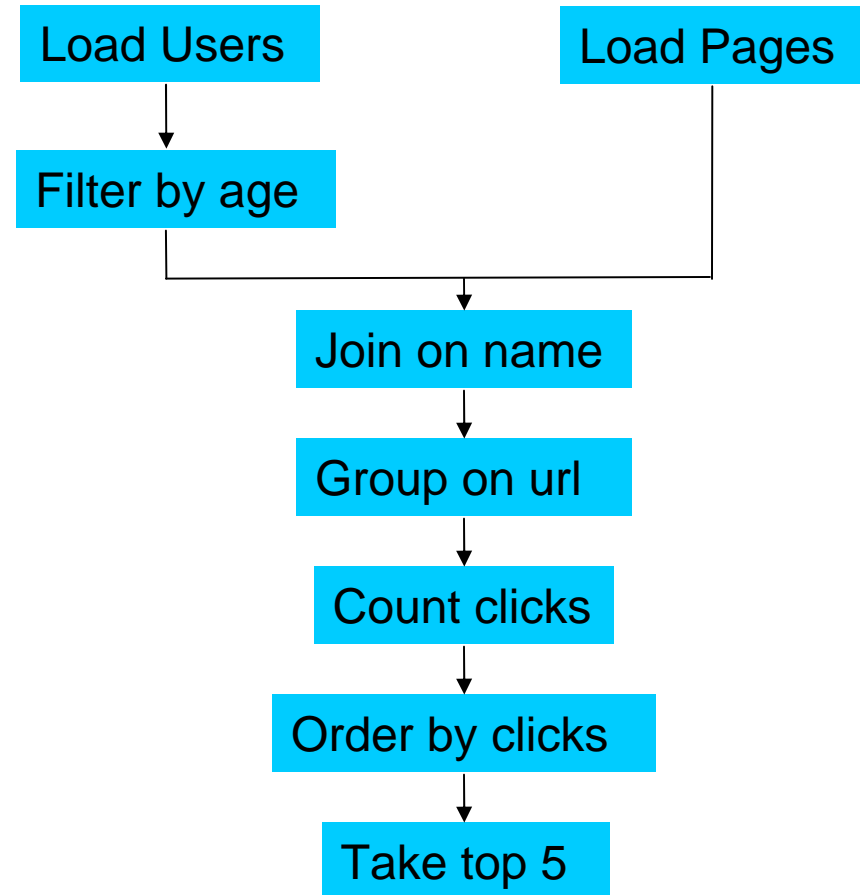 Load Users
Load Pages
Filter by age
Join on name
Group on url
Count clicks
Order by clicks
Take top 5